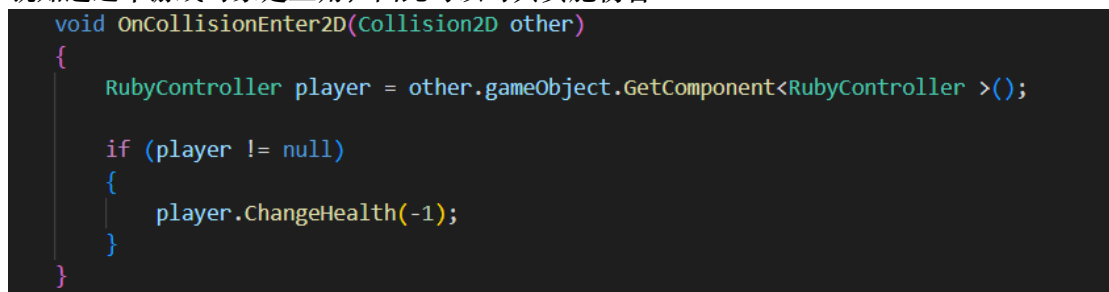 void OnCollisionEnter2D(Collision2D other)
{
RubyController player = other.gameObject.GetComponent<RubyController >();
if (player != null)
{
player.ChangeHealth(-1);
}
}